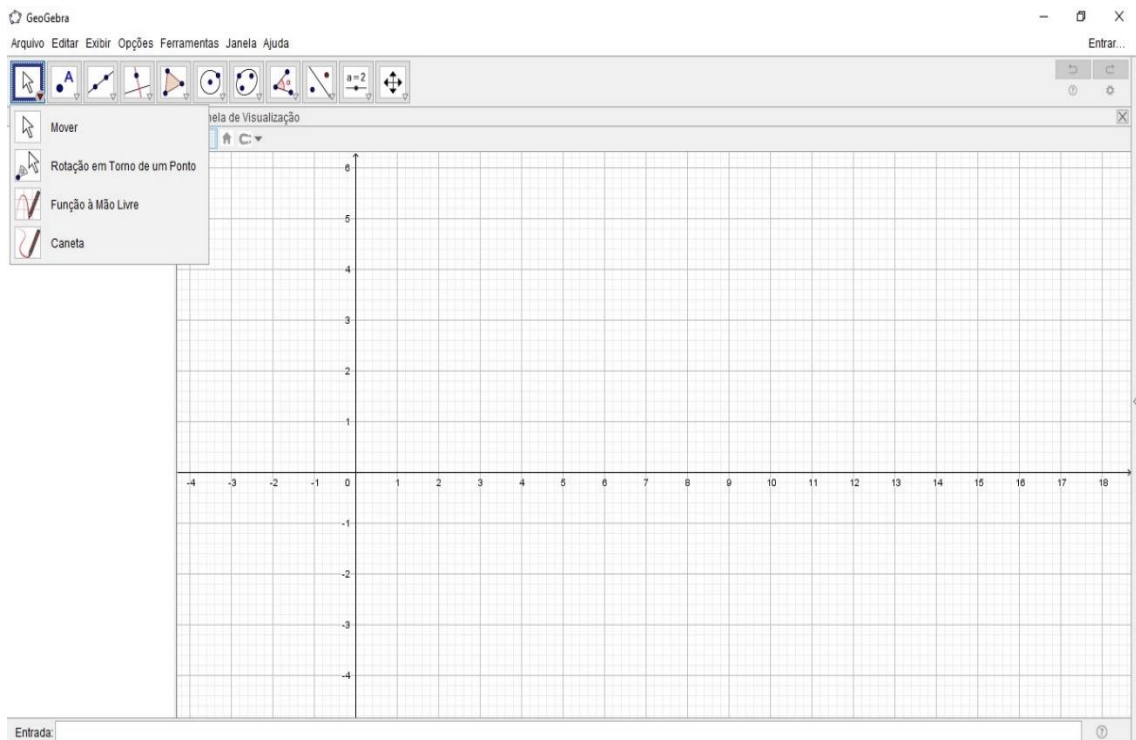 GeoGebra
Arquivo Editar Exibir Opções Ferramentas Janela Ajuda
Entrar...
A
α
a=2
nela de Visualização
Mover
Rotação em Torno de um Ponto
Função à Mão Livre
Caneta
6
5
4
3
2
1
-4 -3 -2 -1 0 1 2 3 4 5 6 7 8 9 10 11 12 13 14 15 16 17 18
-1
-2
-3
-4
Entrada: